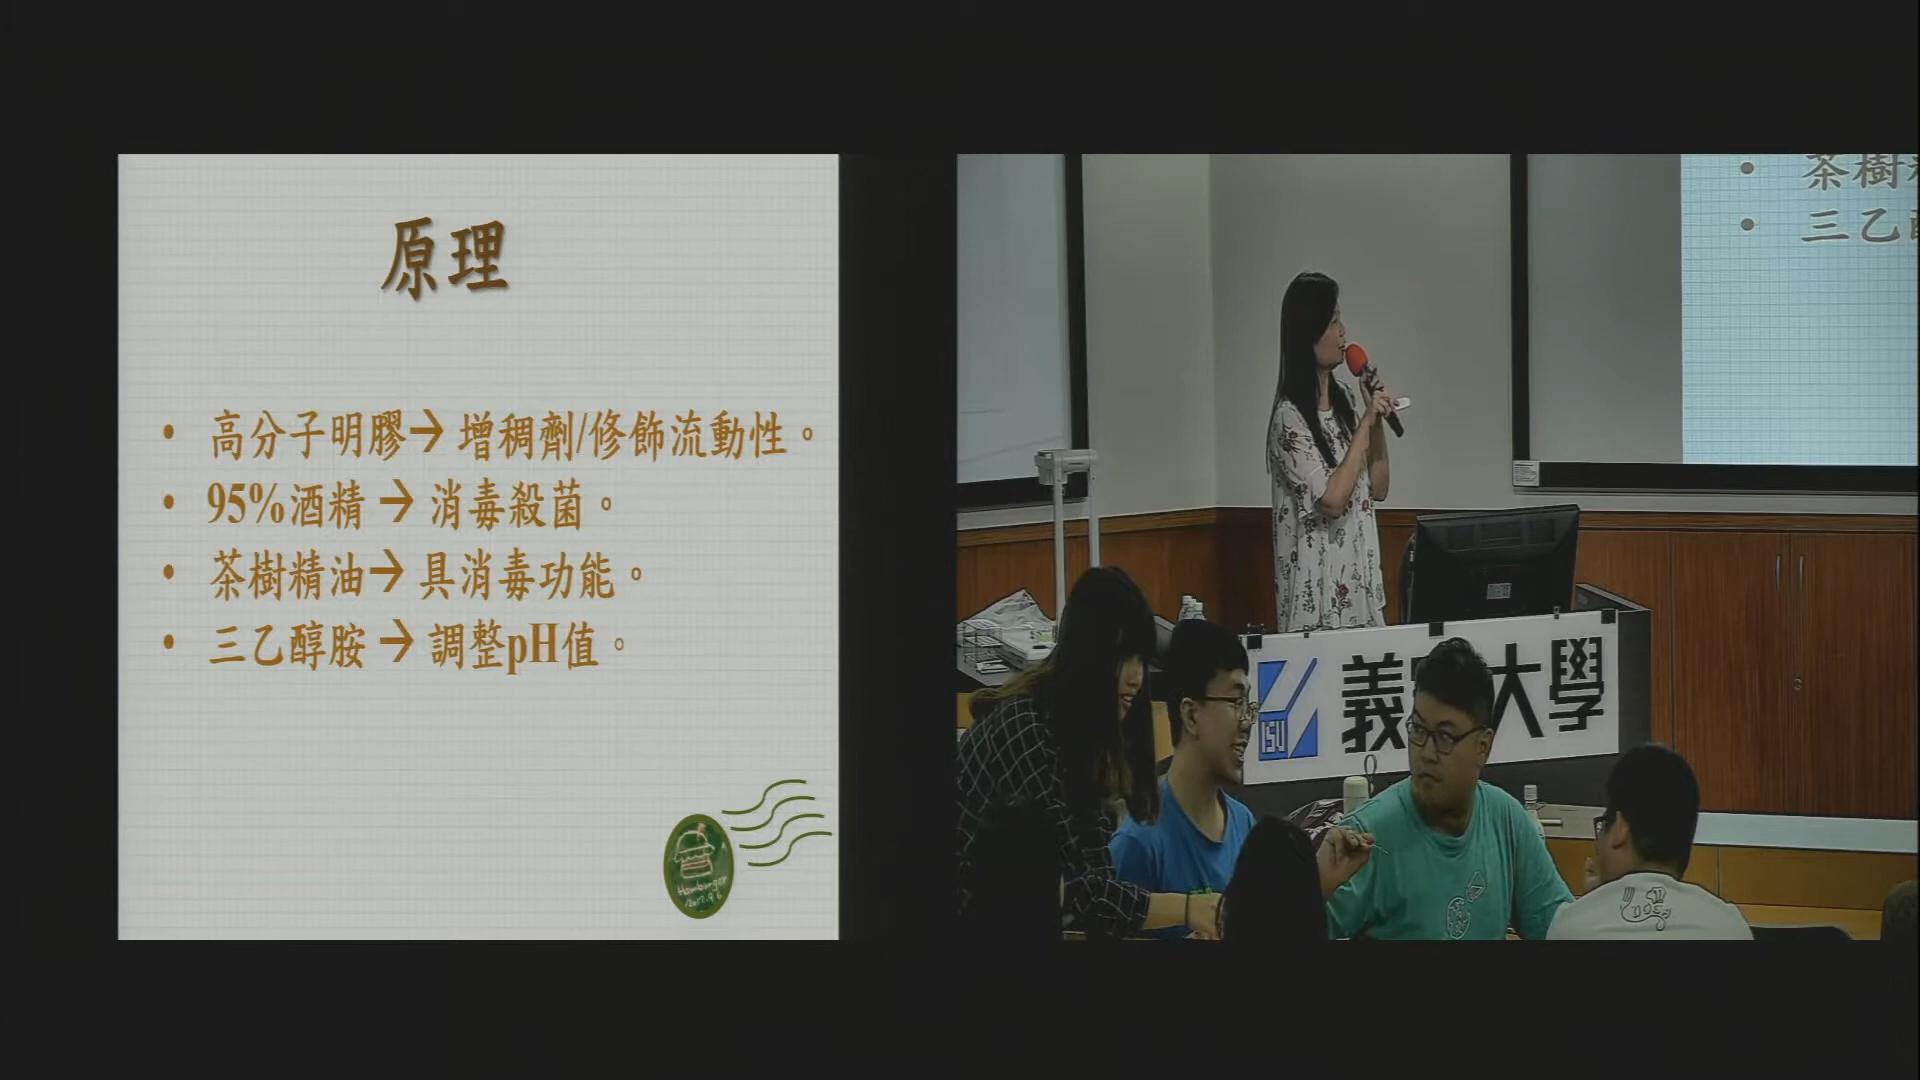 原理
• 高分子明膠→ 增稠劑/修飾流動性。
• 95%酒精 → 消毒殺菌。
• 茶樹精油→ 具消毒功能。
• 三乙醇胺 → 調整pH值。
Hamburger
• 茶樹
• 三乙
ISU
義
大學